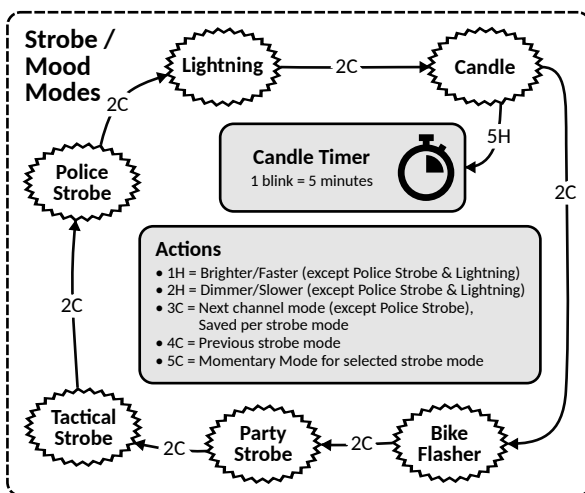 Strobe /
Mood
Modes
Lightning
2C
Candle
2C
5H
Police
Strobe
Candle Timer
1 blink = 5 minutes
2C
Actions
• 1H = Brighter/Faster (except Police Strobe & Lightning)
• 2H = Dimmer/Slower (except Police Strobe & Lightning)
• 3C = Next channel mode (except Police Strobe),
Saved per strobe mode
• 4C = Previous strobe mode
• 5C = Momentary Mode for selected strobe mode
2C
Tactical
Strobe
2C
Party
Strobe
2C
Bike
Flasher